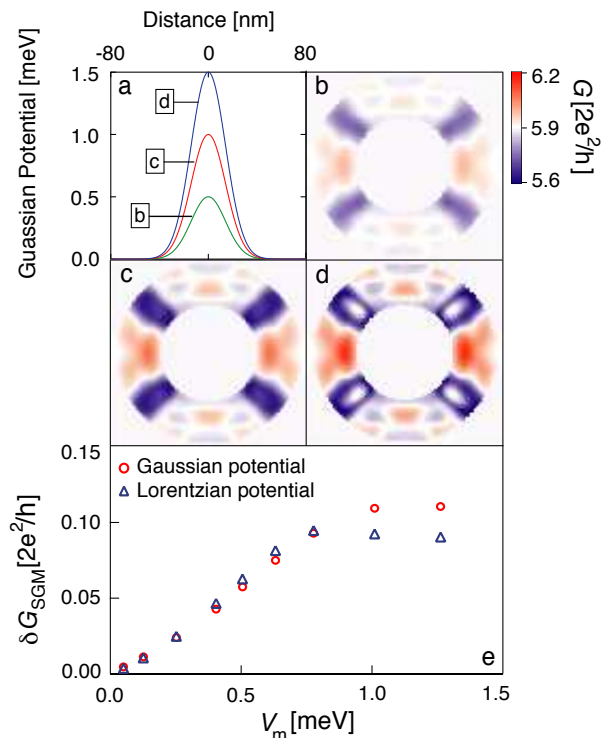 Distance [nm]
-80 0 80
Guassian Potential [meV]
1.5
1.0
0.5
0.0
a
d
c
b
b
G [2e²/h]
6.2
5.9
5.6
c
d
0.15
0.10
0.05
0.00
δG_SGM [2e²/h]
Gaussian potential
Lorentzian potential
e
0.0 0.5 1.0 1.5
V_m [meV]